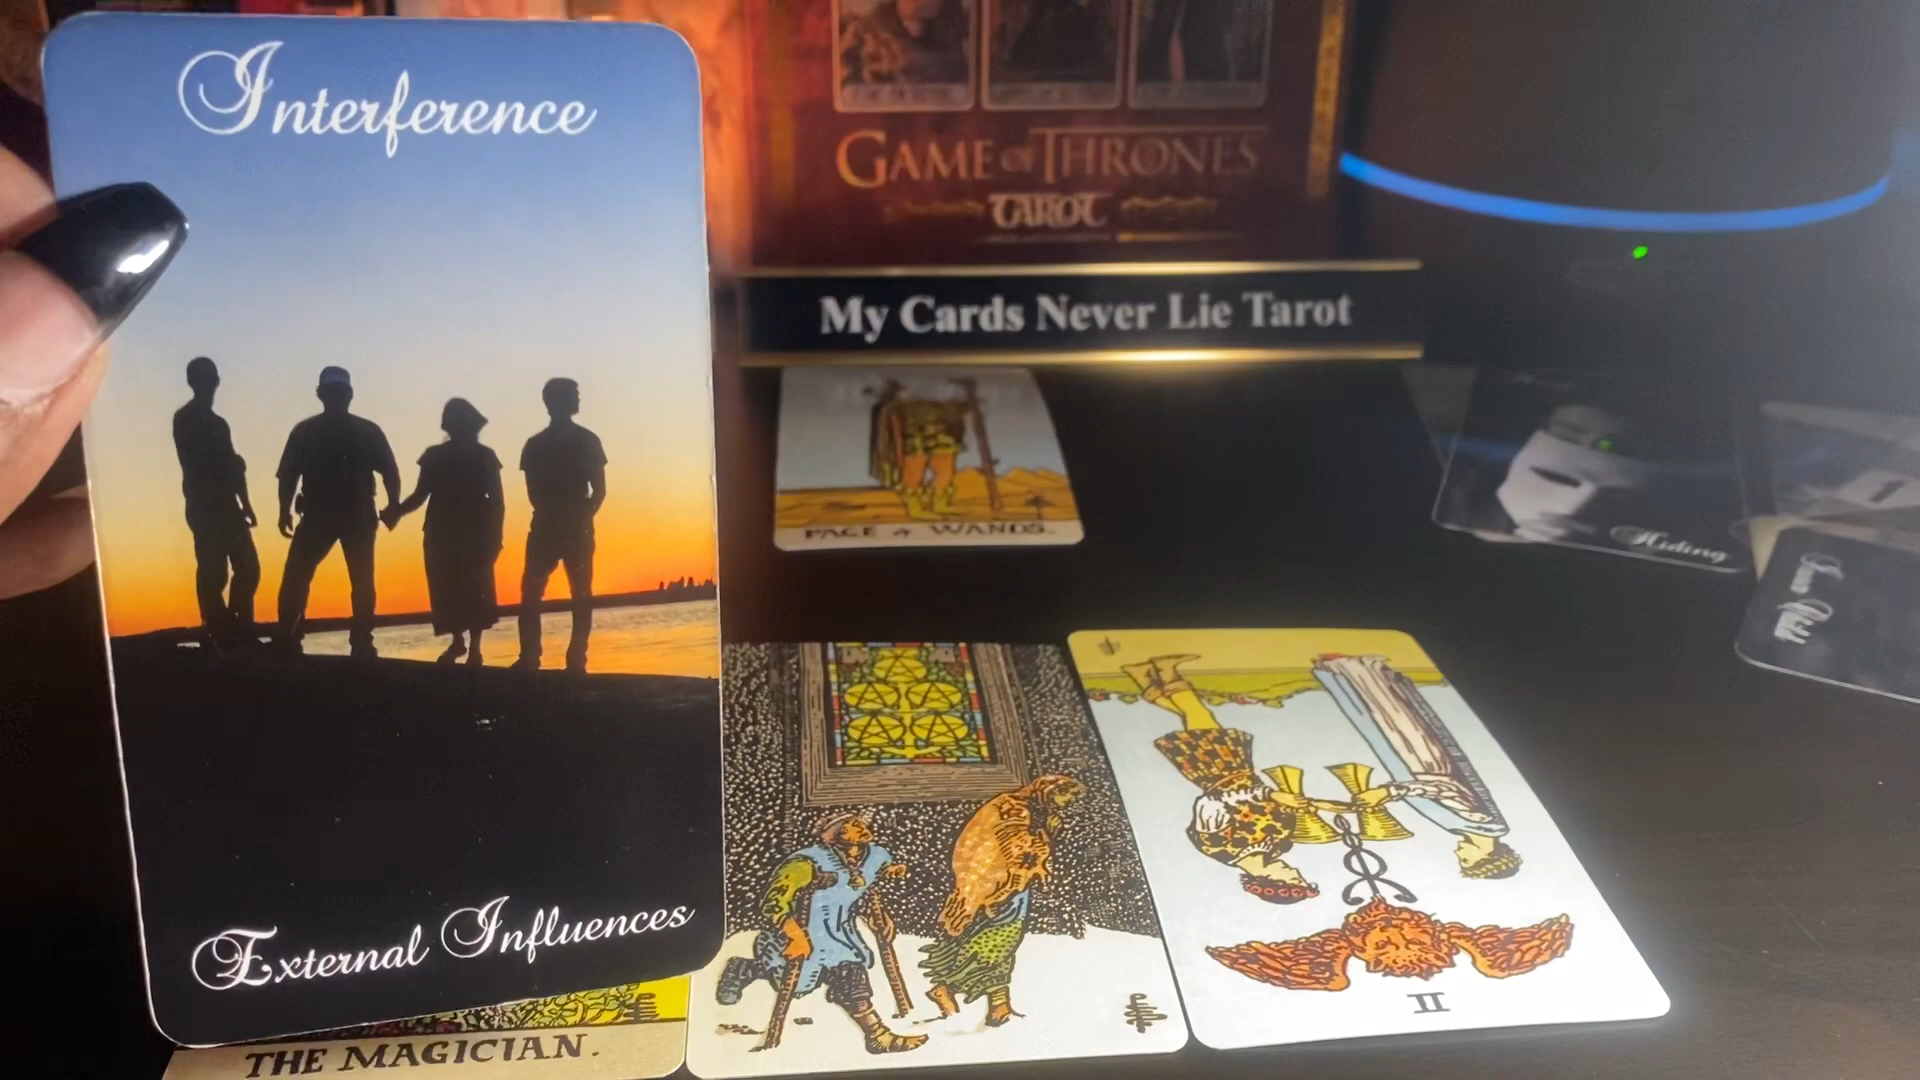 Interference
External Influences
GAME OF THRONES
TAROT
My Cards Never Lie Tarot
PAGE of WANDS.
Hiding
THE MAGICIAN.
II